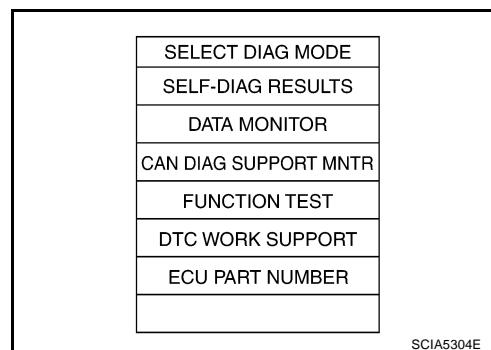 SELECT DIAG MODE
SELF-DIAG RESULTS
DATA MONITOR
CAN DIAG SUPPORT MNTR
FUNCTION TEST
DTC WORK SUPPORT
ECU PART NUMBER
SCIA5304E